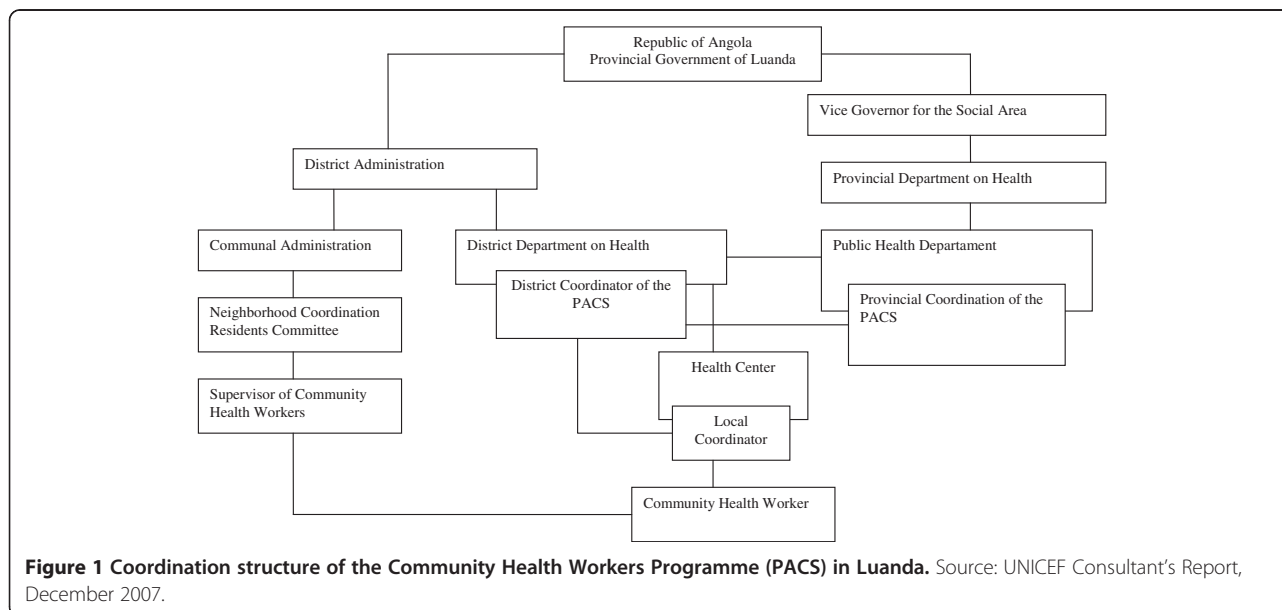 Republic of Angola
Provincial Government of Luanda
Vice Governor for the Social Area
District Administration
Provincial Department on Health
Communal Administration
District Department on Health
Public Health Departament
District Coordinator of the
PACS
Provincial Coordination of the
PACS
Neighborhood Coordination
Residents Committee
Health Center
Supervisor of Community
Health Workers
Local
Coordinator
Community Health Worker
Figure 1 Coordination structure of the Community Health Workers Programme (PACS) in Luanda. Source: UNICEF Consultant's Report,
December 2007.